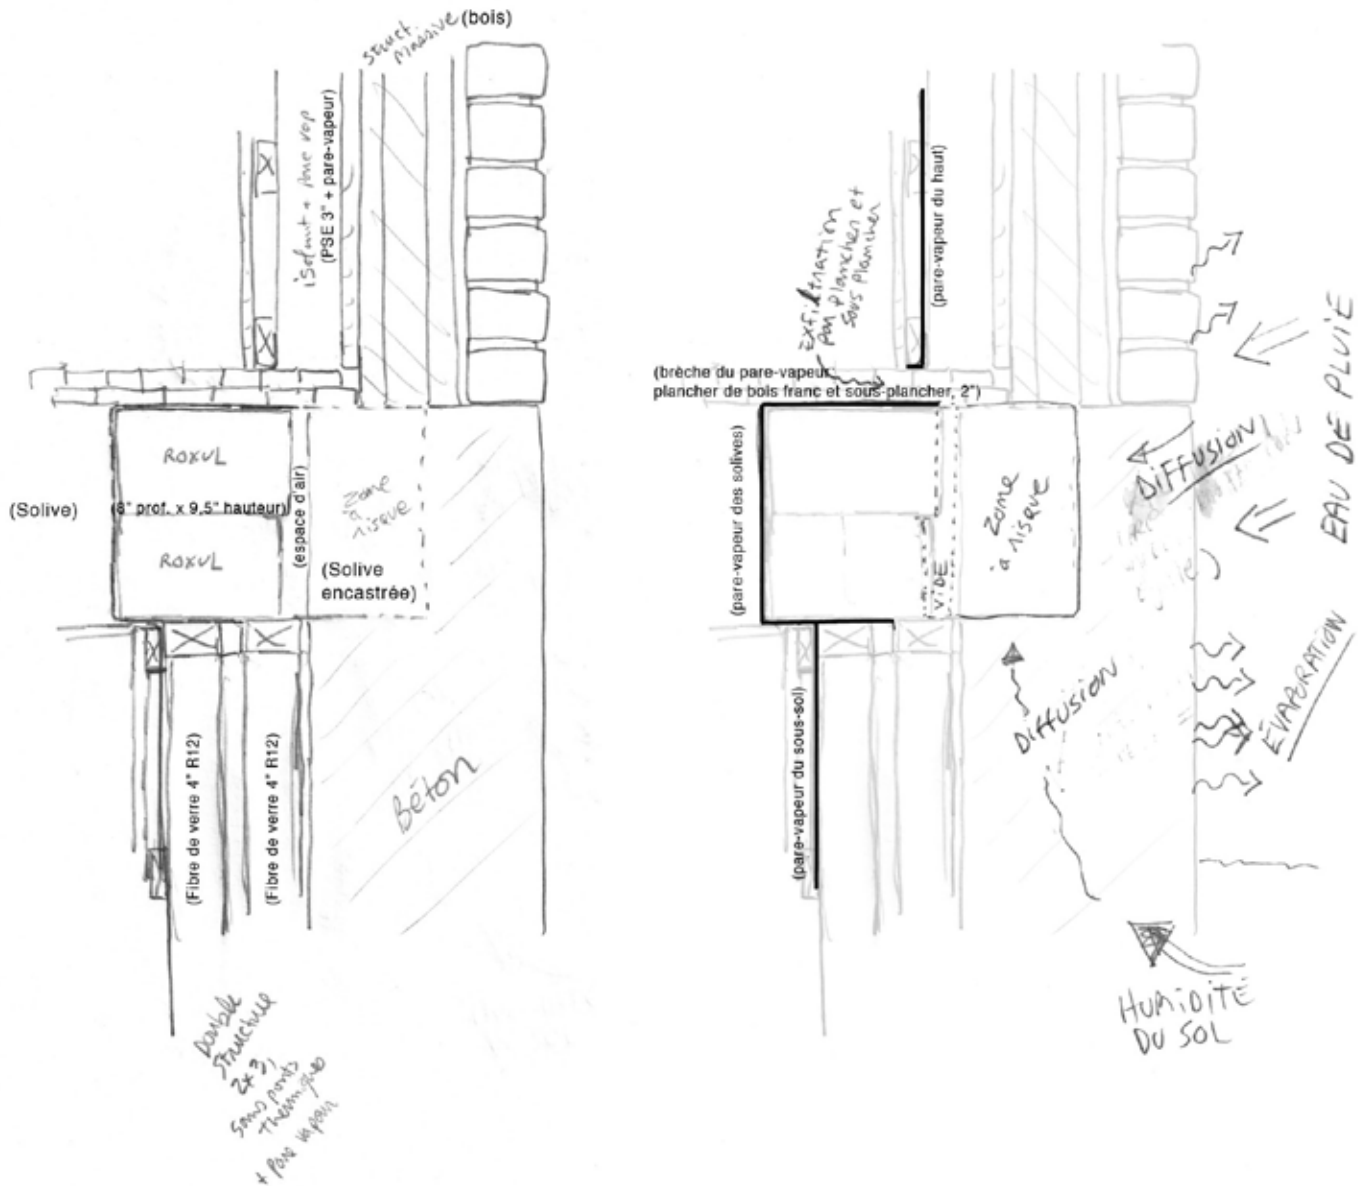 struct. massive (bois)
isolant + pare vap
(PSE 3" + pare-vapeur)
ROXUL
(Solive)
(8" prof. x 9,5" hauteur)
ROXUL
(espace d'air)
zone
à
risque
(Solive
encastrée)
(Fibre de verre 4" R12)
(Fibre de verre 4" R12)
Béton
Double
structure
2x3,
sans ponts
thermiques
+ pare vapeur
(pare-vapeur du haut)
Exfiltration
par plancher et
sous plancher
(brèche du pare-vapeur:
plancher de bois franc et sous-plancher, 2")
(pare-vapeur des solives)
VIDE
zone
à risque
DIFFUSION
EAU DE PLUIE
DIFFUSION
ÉVAPORATION
(pare-vapeur du sous-sol)
HUMIDITÉ
DU SOL